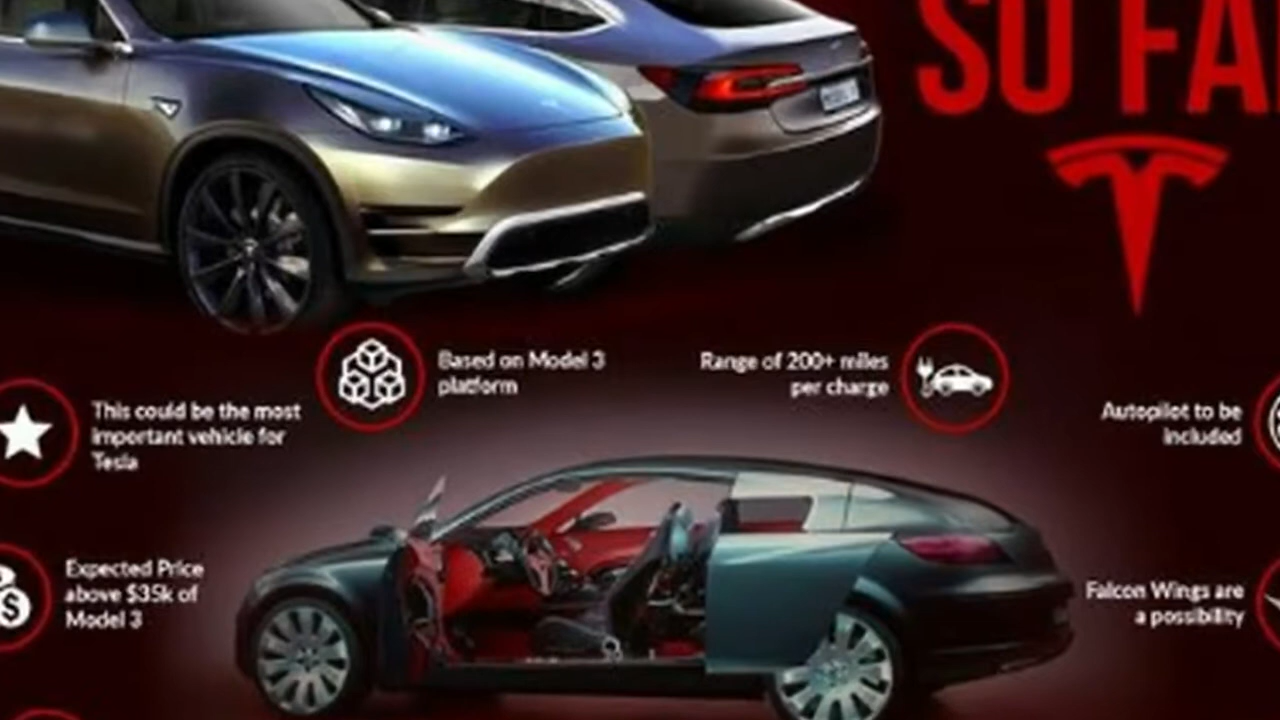 SO FA
Based on Model 3
platform
Range of 200+ miles
per charge
This could be the most
important vehicle for
Tesla
Autopilot to be
included
Expected Price
above $35k of
Model 3
Falcon Wings are
a possibility